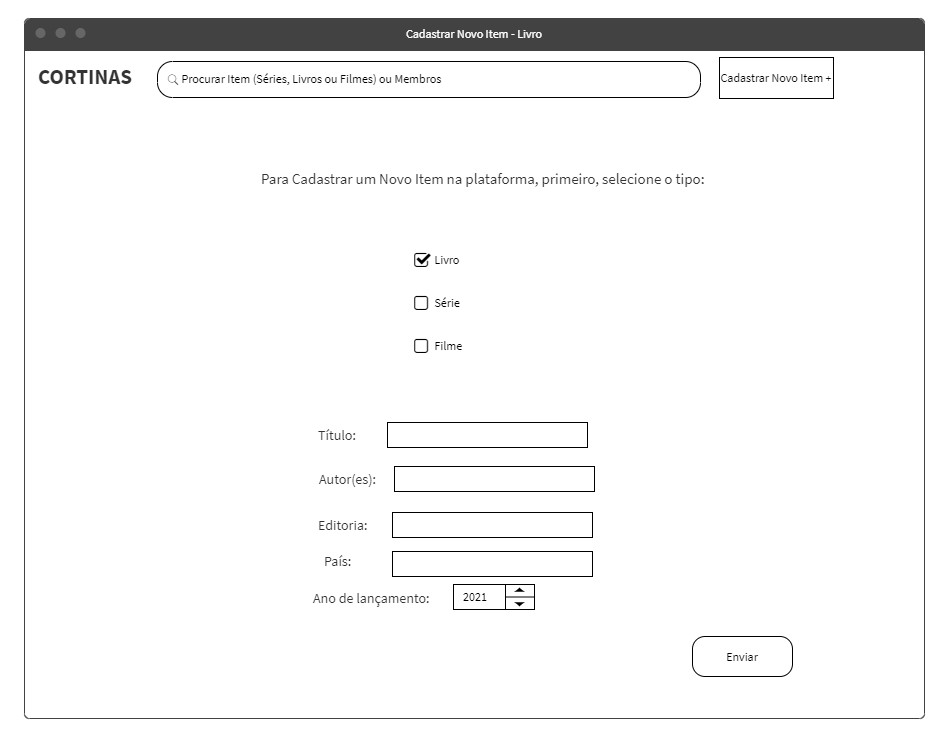 Cadastrar Novo Item - Livro
CORTINAS
Procurar Item (Séries, Livros ou Filmes) ou Membros
Cadastrar Novo Item +
Para Cadastrar um Novo Item na plataforma, primeiro, selecione o tipo:
Livro
Série
Filme
Título:
Autor(es):
Editoria:
País:
Ano de lançamento: 2021
Enviar